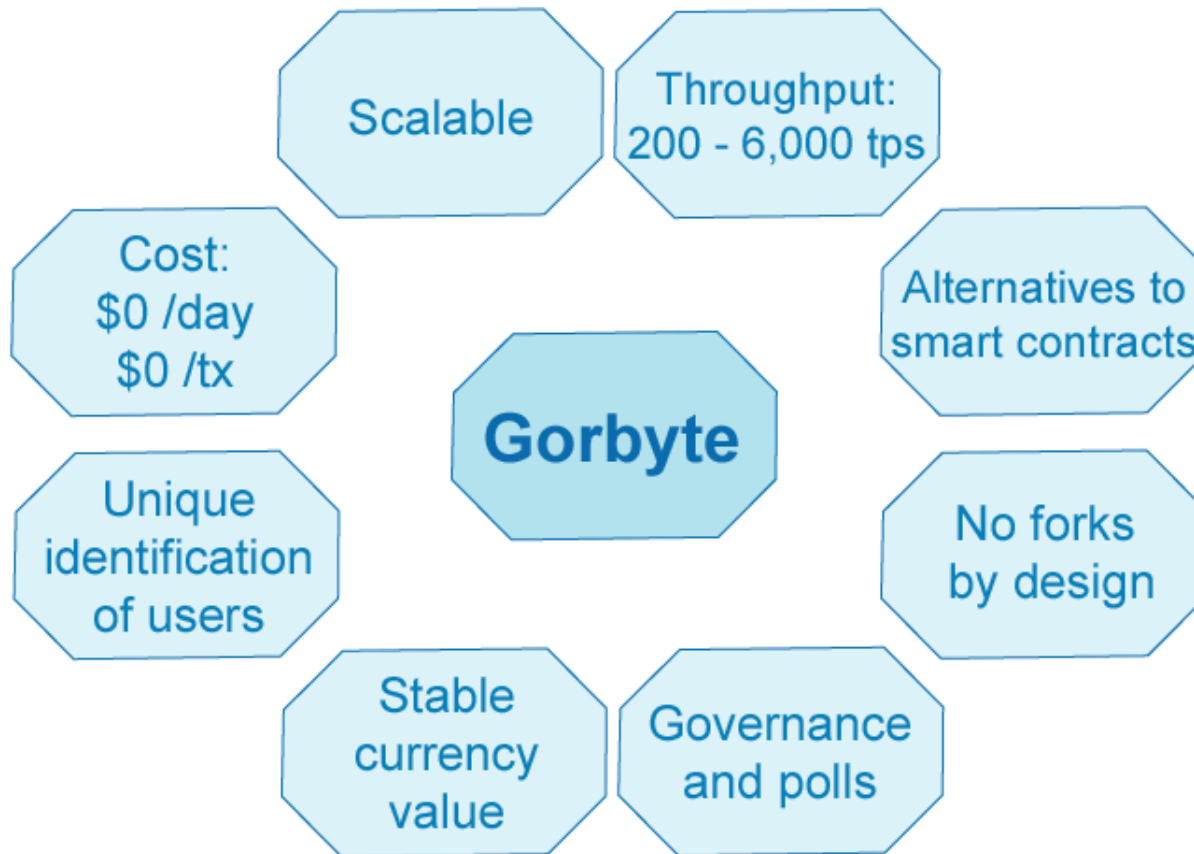 Scalable
Throughput:
200 - 6,000 tps
Cost:
$0 /day
$0 /tx
Alternatives to
smart contracts
Gorbyte
Unique
identification
of users
No forks
by design
Stable
currency
value
Governance
and polls